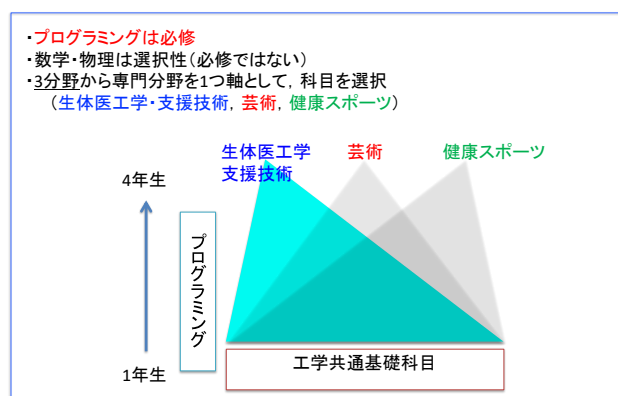 ・プログラミングは必修
・数学・物理は選択性(必修ではない)
・3分野から専門分野を1つ軸として，科目を選択
(生体医工学・支援技術，芸術，健康スポーツ)
生体医工学
支援技術
芸術
健康スポーツ
4年生
プログラミング
1年生
工学共通基礎科目